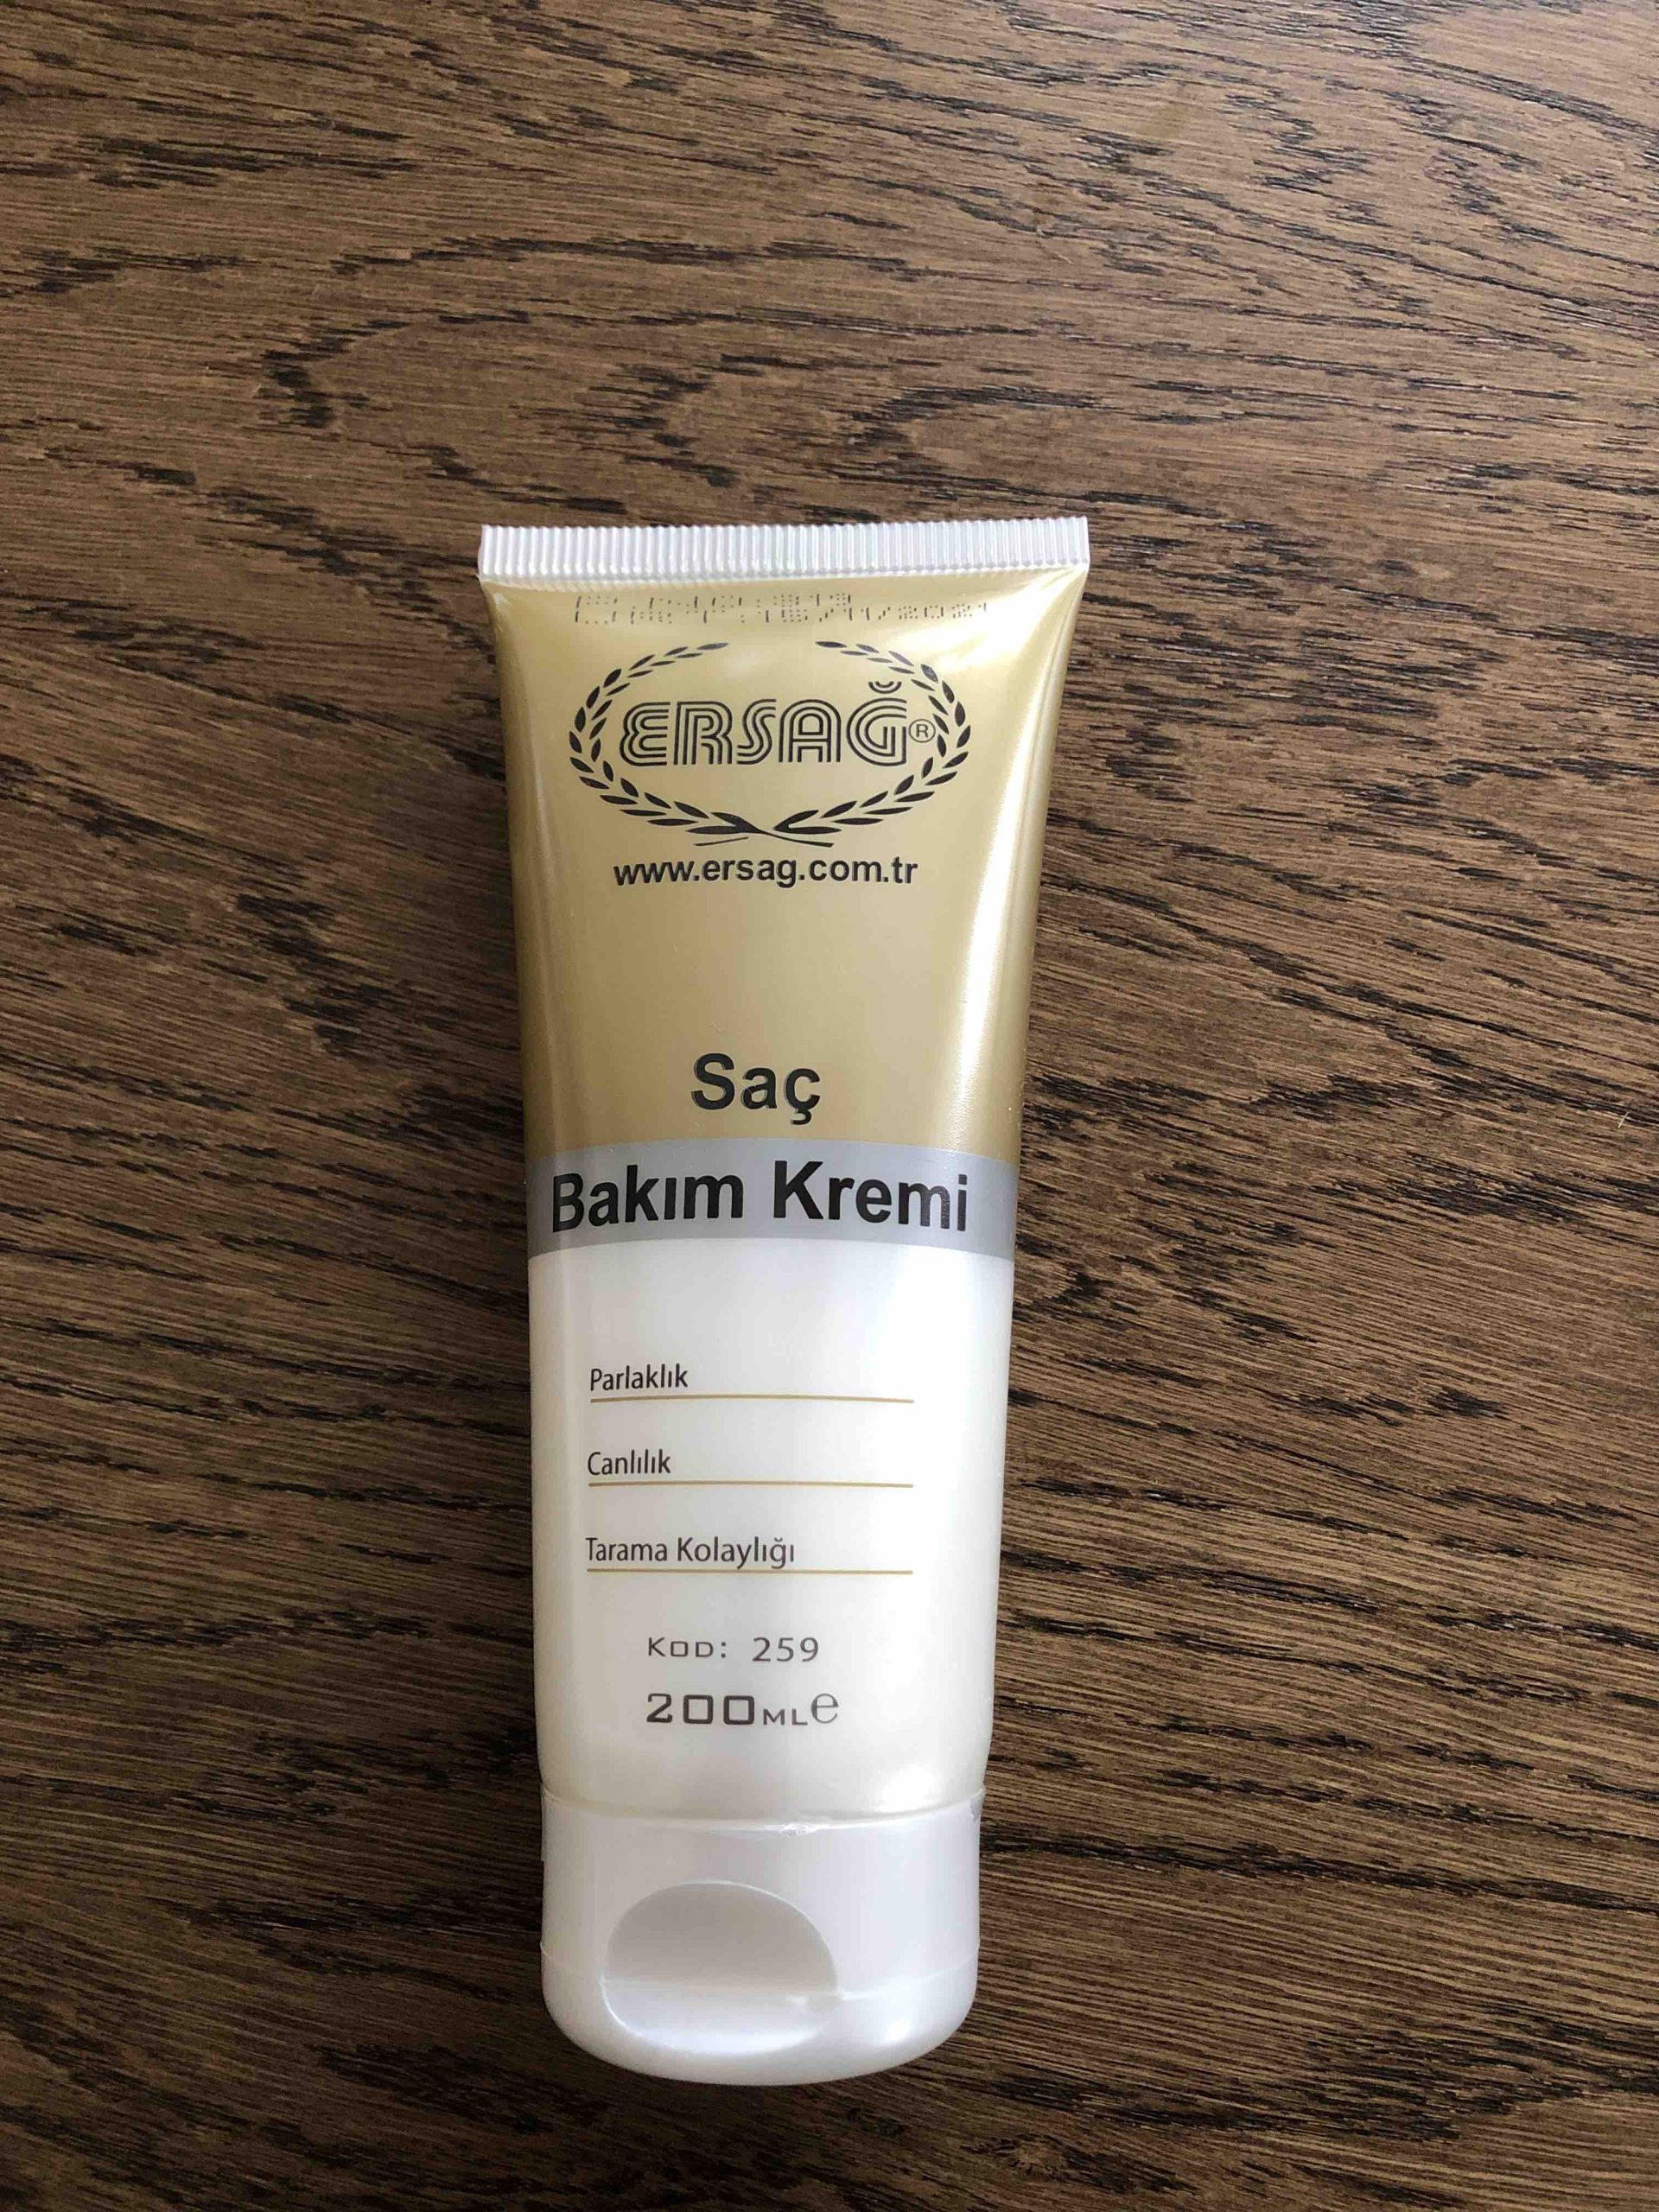 ERSAĞ®
www.ersag.com.tr
Saç
Bakım Kremi
Parlaklık
Canlılık
Tarama Kolaylığı
KOD: 259
200ML℮